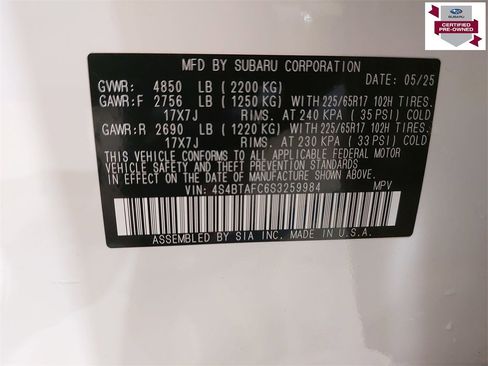 SUBARU
CERTIFIED
PRE-OWNED
MFD BY SUBARU CORPORATION
DATE: 05/25
GVWR: 4850 LB (2200 KG)
GAWR:F 2756 LB (1250 KG) WITH 225/65R17 102H TIRES.
17X7J RIMS. AT 240 KPA (35 PSI) COLD
GAWR:R 2690 LB (1220 KG) WITH 225/65R17 102H TIRES.
17X7J RIMS. AT 230 KPA (33 PSI) COLD
THIS VEHICLE CONFORMS TO ALL APPLICABLE FEDERAL MOTOR
VEHICLE SAFETY AND THEFT PREVENTION STANDARDS IN
EFFECT ON THE DATE OF MANUFACTURE SHOWN ABOVE.
VIN: 4S4BTAFC6S3259984 MPV
ASSEMBLED BY SIA INC. MADE IN U.S.A.